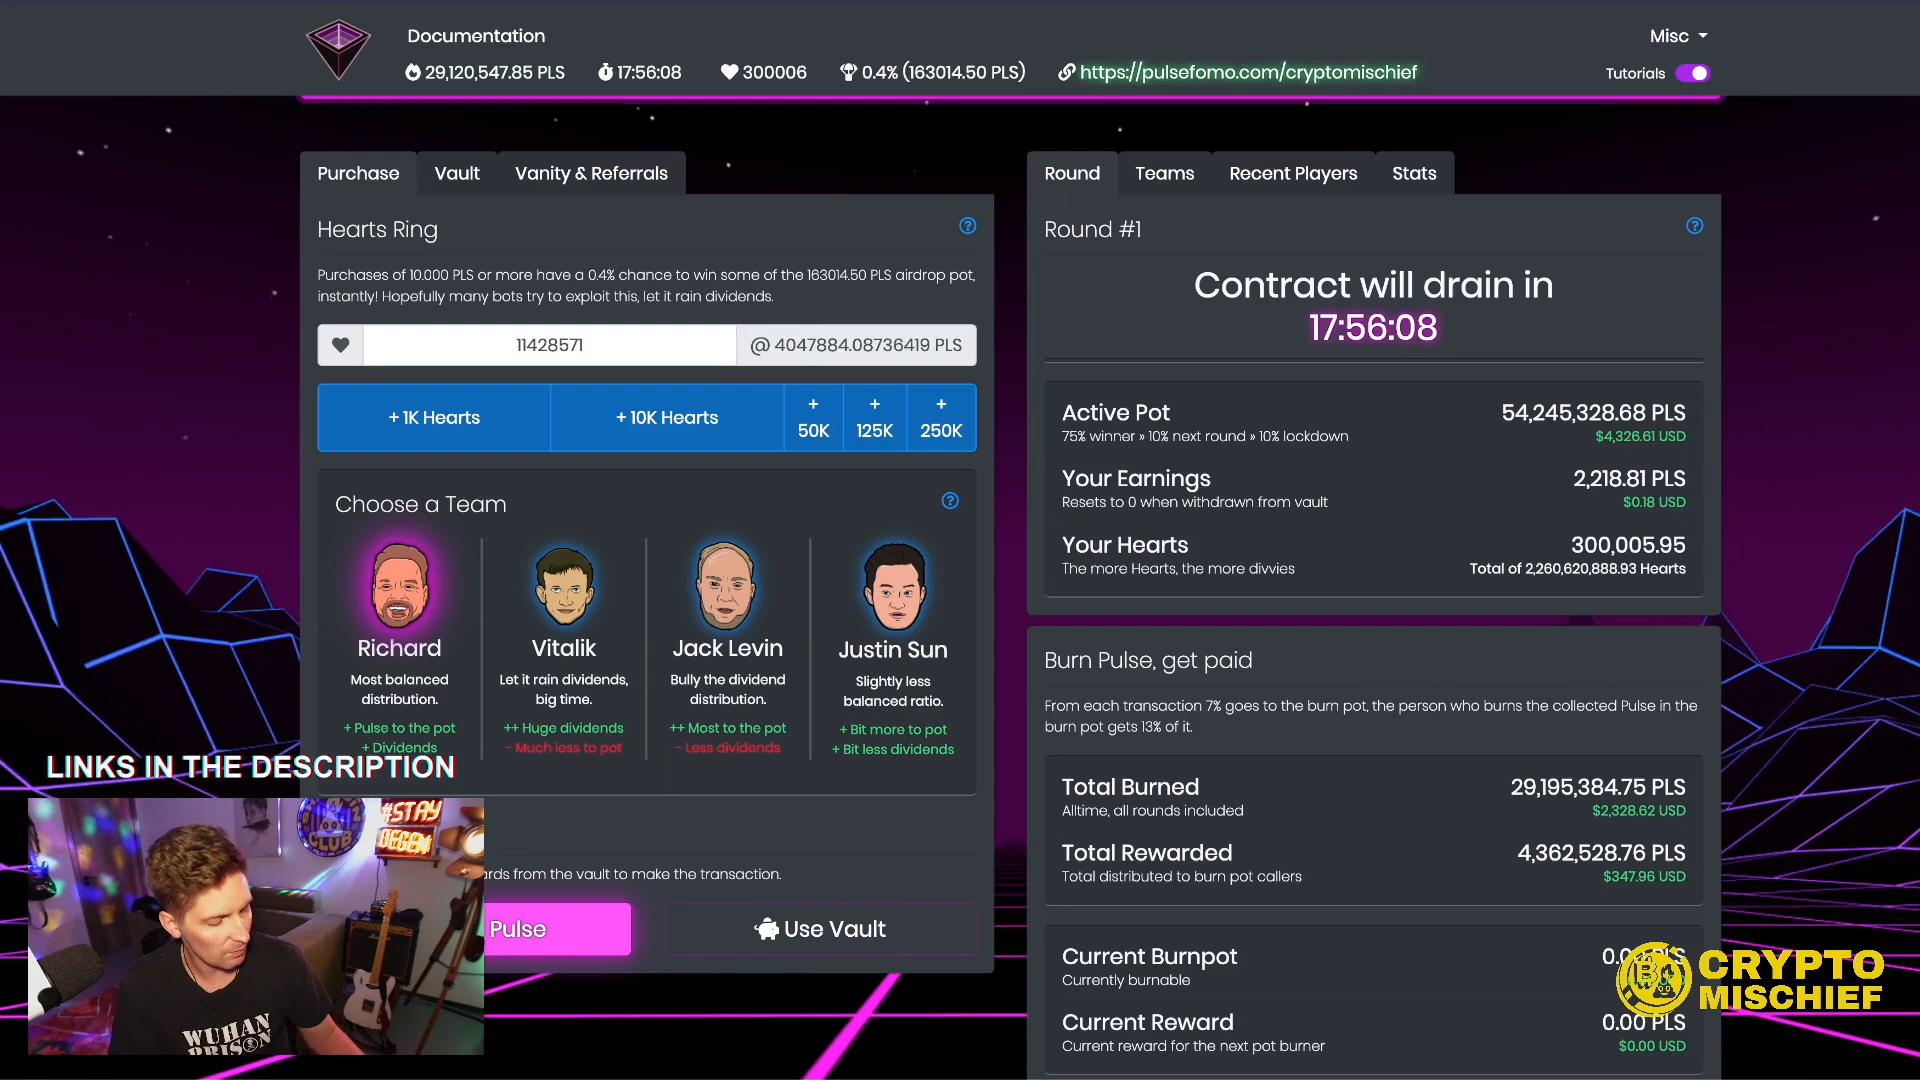 Documentation
Misc
29,120,547.85 PLS
17:56:08
300006
0.4% (163014.50 PLS)
https://pulsefomo.com/cryptomischief
Tutorials
Purchase
Vault
Vanity & Referrals
Hearts Ring
Purchases of 10.000 PLS or more have a 0.4% chance to win some of the 163014.50 PLS airdrop pot,
instantly! Hopefully many bots try to exploit this, let it rain dividends.
11428571
@ 4047884.08736419 PLS
+ 1K Hearts
+ 10K Hearts
+ 50K
+ 125K
+ 250K
Choose a Team
Richard
Most balanced
distribution.
+ Pulse to the pot
+ Dividends
Vitalik
Let it rain dividends,
big time.
++ Huge dividends
- Much less to pot
Jack Levin
Bully the dividend
distribution.
++ Most to the pot
- Less dividends
Justin Sun
Slightly less
balanced ratio.
+ Bit more to pot
+ Bit less dividends
LINKS IN THE DESCRIPTION
#STAY
DEGEN
CLUB
WUHAN
PRISON
from the vault to make the transaction.
Pulse
Use Vault
Round
Teams
Recent Players
Stats
Round #1
Contract will drain in
17:56:08
Active Pot
54,245,328.68 PLS
75% winner » 10% next round » 10% lockdown
$4,326.61 USD
Your Earnings
2,218.81 PLS
Resets to 0 when withdrawn from vault
$0.18 USD
Your Hearts
300,005.95
The more Hearts, the more divvies
Total of 2,260,620,888.93 Hearts
Burn Pulse, get paid
From each transaction 7% goes to the burn pot, the person who burns the collected Pulse in the
burn pot gets 13% of it.
Total Burned
29,195,384.75 PLS
Alltime, all rounds included
$2,328.62 USD
Total Rewarded
4,362,528.76 PLS
Total distributed to burn pot callers
$347.96 USD
Current Burnpot
Currently burnable
CRYPTO
MISCHIEF
Current Reward
0.00 PLS
Current reward for the next pot burner
$0.00 USD